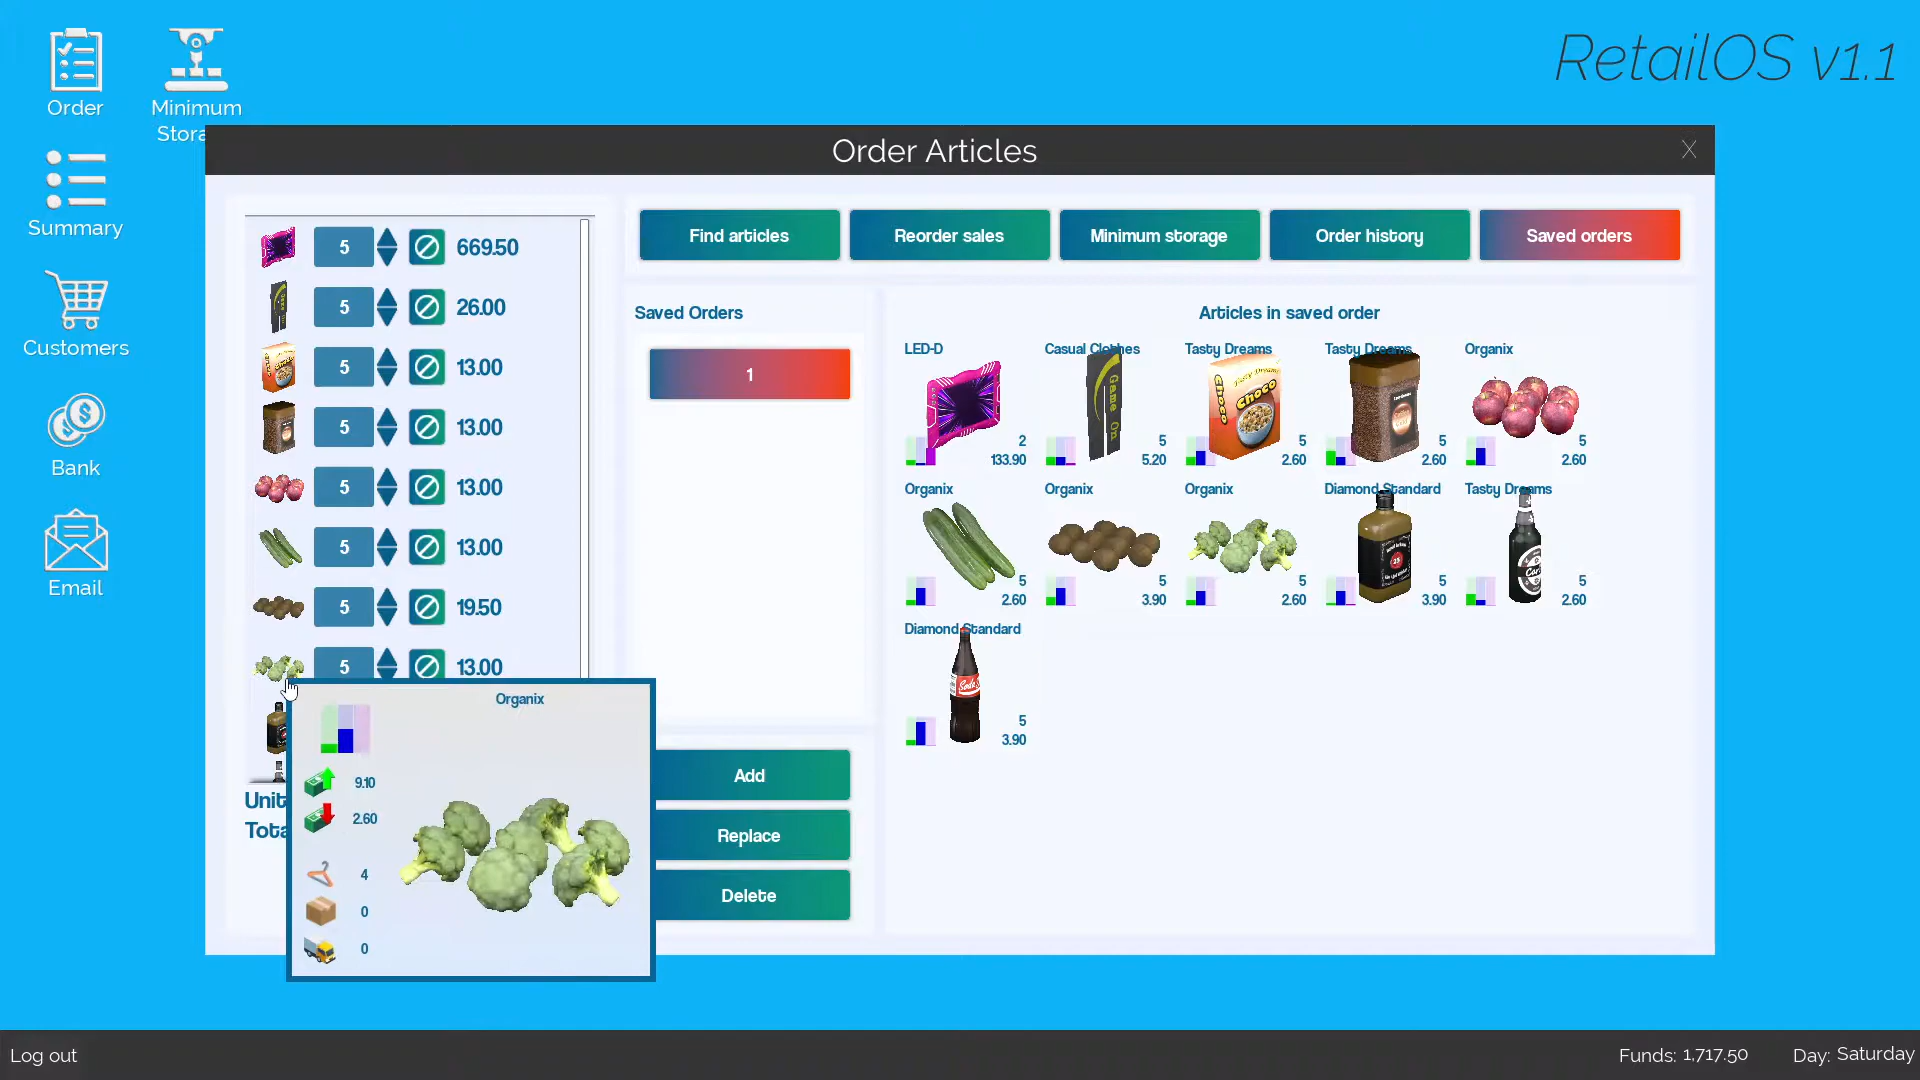 RetailOS v1.1
Order
Minimum
Stora
Summary
Customers
Bank
Email
Order Articles
X
Find articles
Reorder sales
Minimum storage
Order history
Saved orders
5 669.50
5 26.00
5 13.00
5 13.00
5 13.00
5 13.00
5 19.50
5 13.00
Unit
Tota
Saved Orders
1
Add
Replace
Delete
Articles in saved order
LED-D
2
133.90
Casual Clothes
Game On
5
5.20
Tasty Dreams
Choco
Choco
5
2.60
Tasty Dreams
5
2.60
Organix
5
2.60
Organix
5
2.60
Organix
5
3.90
Organix
5
2.60
Diamond Standard
5
3.90
Tasty Dreams
5
2.60
Diamond Standard
Soda
5
3.90
Organix
9.10
2.60
4
0
0
Log out
Funds: 1,717.50
Day: Saturday